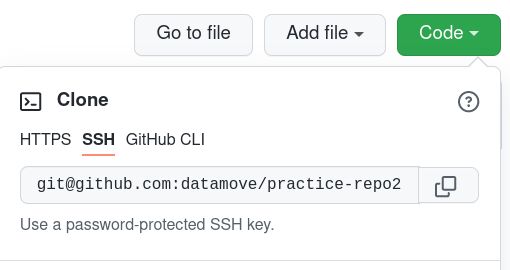 Go to file Add file Code
Clone
HTTPS SSH GitHub CLI
git@github.com:datamove/practice-repo2
Use a password-protected SSH key.